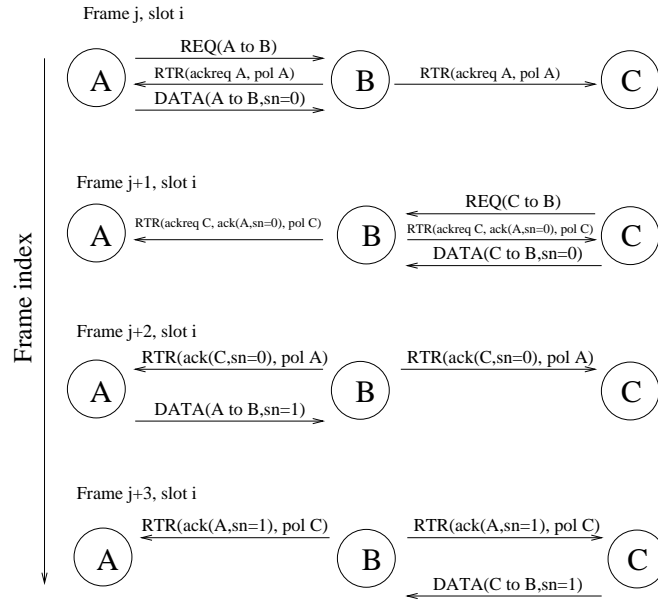 Frame j, slot i
REQ(A to B)
A
RTR(ackreq A, pol A)
B
RTR(ackreq A, pol A)
C
DATA(A to B,sn=0)
Frame j+1, slot i
REQ(C to B)
A
RTR(ackreq C, ack(A,sn=0), pol C)
B
RTR(ackreq C, ack(A,sn=0), pol C)
C
DATA(C to B,sn=0)
Frame index
Frame j+2, slot i
RTR(ack(C,sn=0), pol A)
RTR(ack(C,sn=0), pol A)
A
B
C
DATA(A to B,sn=1)
Frame j+3, slot i
RTR(ack(A,sn=1), pol C)
RTR(ack(A,sn=1), pol C)
A
B
C
DATA(C to B,sn=1)